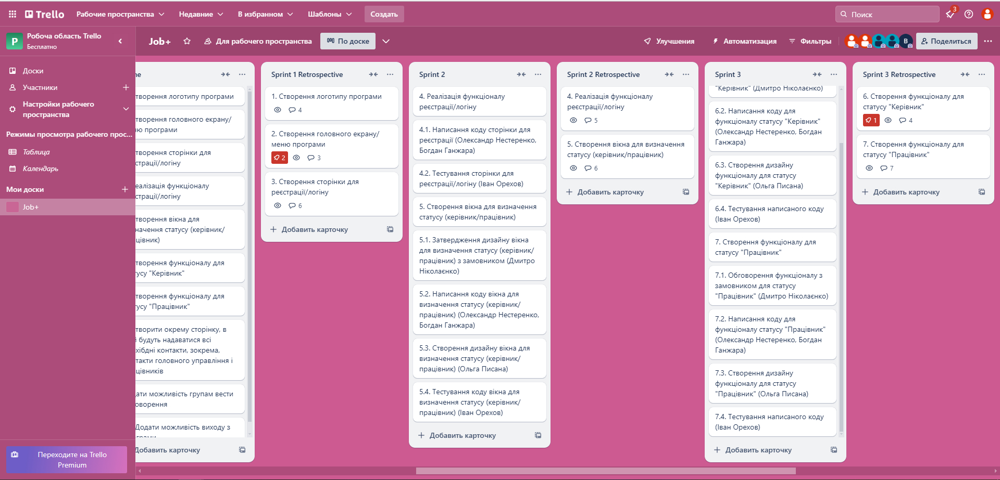 Trello
Рабочие пространства
Недавние
В избранном
Шаблоны
Создать
Поиск
3
P
Робоча область Trello
Бесплатно
Job+
Для рабочего пространства
По доске
Улучшения
Автоматизация
Фильтры
B
Поделиться
Доски
Участники
Настройки рабочего
пространства
Режимы просмотра рабочего прос...
Таблица
Календарь
Мои доски
Job+
Переходите на Trello
Premium
ne
творення логотипу програми
творення головного екрану/
ню програми
творення сторінки для
страції/логіну
еалізація функціоналу
страції/логіну
творення вікна для
начення статусу (керівник/
цівник)
творення функціоналу для
тусу "Керівник"
творення функціоналу для
тусу "Працівник"
творити окрему сторінку, в
й будуть надаватися всі
хібдні контакти, зокрема,
такти головного управління і
цівників
ати можливість групам вести
оворення
Додати можливість виходу з
Добавить карточку
Sprint 1 Retrospective
1. Створення логотипу програми
4
2. Створення головного екрану/
меню програми
2
3
3. Створення сторінки для
реєстрації/логіну
6
Добавить карточку
Sprint 2
4. Реалізація функціоналу
реєстрації/логіну
4.1. Написання коду сторінки для
реєстрації (Олександр Нестеренко,
Богдан Ганжара)
4.2. Тестування сторінки для
реєстрації/логіну (Іван Орехов)
5. Створення вікна для визначення
статусу (керівник/працівник)
5.1. Затвердження дизайну вікна
для визначення статусу (керівник/
працівник) з замовником (Дмитро
Ніколаєнко)
5.2. Написання коду вікна для
визначення статусу (керівник/
працівник) (Олександр Нестеренко,
Богдан Ганжара)
5.3. Створення дизайну вікна для
визначення статусу (керівник/
працівник) (Ольга Писана)
5.4. Тестування коду вікна для
визначення статусу (керівник/
працівник) (Іван Орехов)
Добавить карточку
Sprint 2 Retrospective
4. Реалізація функціоналу
реєстрації/логіну
5
5. Створення вікна для визначення
статусу (керівник/працівник)
6
Добавить карточку
Sprint 3
"Керівник" (Дмитро Ніколаєнко)
6.2. Написання коду для
функціоналу статусу "Керівник"
(Олександр Нестеренко, Богдан
Ганжара)
6.3. Створення дизайну
функціоналу для статусу
"Керівник" (Ольга Писана)
6.4. Тестування написаного коду
(Іван Орехов)
7. Створення функціоналу для
статусу "Працівник"
7.1. Обговорення функціоналу з
замовником для статусу
"Працівник" (Дмитро Ніколаєнко)
7.2. Написання коду для
функціоналу статусу "Працівник"
(Олександр Нестеренко, Богдан
Ганжара)
7.3. Створення дизайну
функціоналу для статусу
"Працівник" (Ольга Писана)
7.4. Тестування написаного коду
(Іван Орехов)
Добавить карточку
Sprint 3 Retrospective
6. Створення функціоналу для
статусу "Керівник"
1
4
7. Створення функціоналу для
статусу "Працівник"
7
Добавить карточку